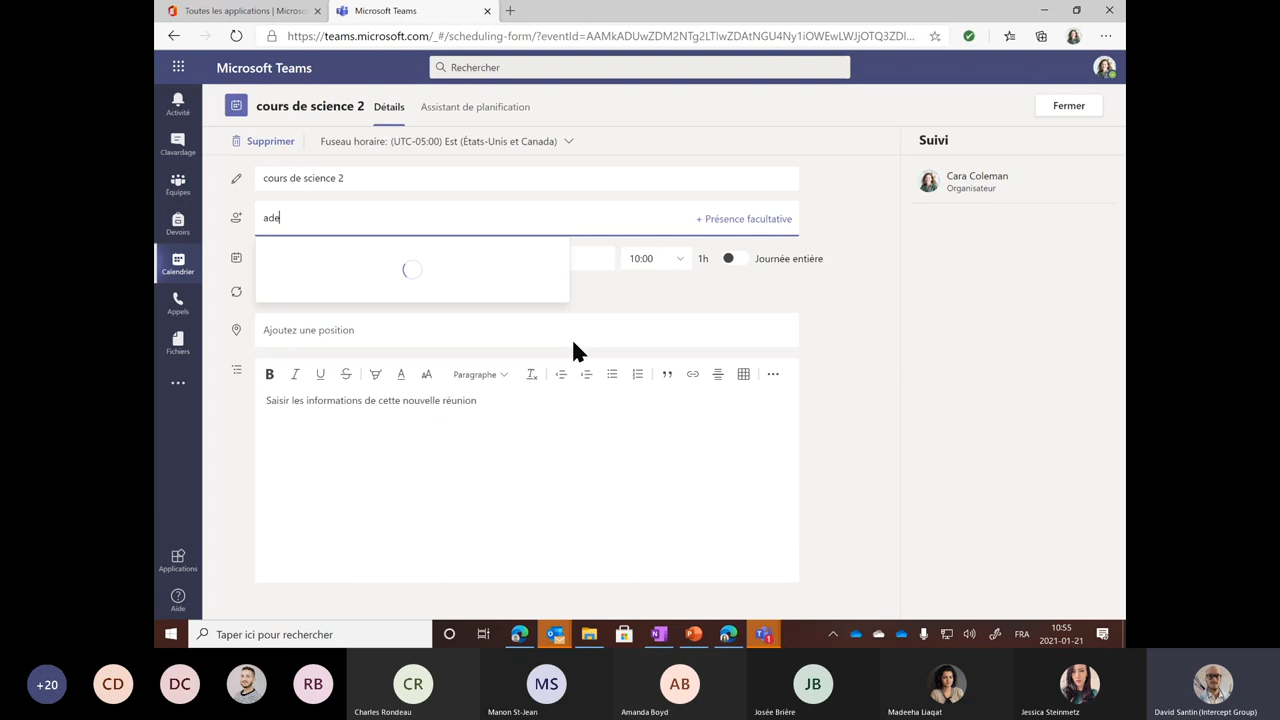 Toutes les applications | Microsof
Microsoft Teams
https://teams.microsoft.com/_#/scheduling-form/?eventId=AAMkADUwZDM2NTg2LTIwZDAtNGU4Ny1iOWEwLWJjOTQ3ZDI...
Microsoft Teams
Rechercher
Activité
Clavardage
Équipes
Devoirs
Calendrier
Appels
Fichiers
Applications
Aide
cours de science 2
Détails
Assistant de planification
Fermer
Supprimer
Fuseau horaire: (UTC-05:00) Est (États-Unis et Canada)
Suivi
cours de science 2
Cara Coleman
Organisateur
ade
+ Présence facultative
10:00
1h
Journée entière
Ajoutez une position
B I U S A AA Paragraphe
Saisir les informations de cette nouvelle réunion
Taper ici pour rechercher
FRA
10:55
2021-01-21
+20
CD
DC
RB
CR
Charles Rondeau
MS
Manon St-Jean
AB
Amanda Boyd
JB
Josée Brière
Madeeha Liaqat
Jessica Steinmetz
David Santin (Intercept Group)